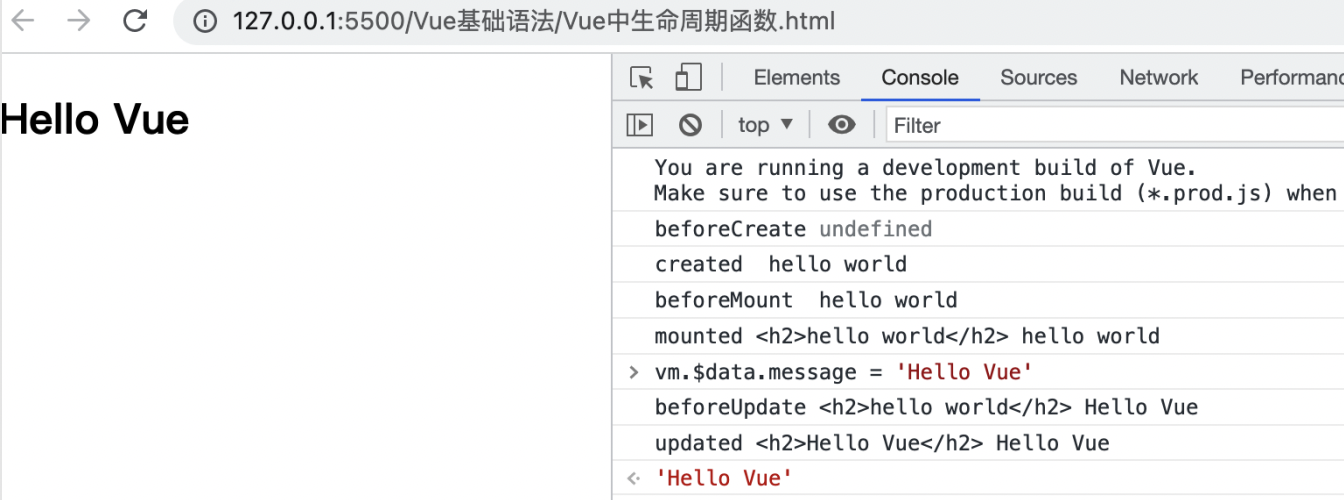 127.0.0.1:5500/Vue基础语法/Vue中生命周期函数.html
Hello Vue
Elements Console Sources Network Performanc
top ▼ Filter
You are running a development build of Vue.
Make sure to use the production build (*.prod.js) when
beforeCreate undefined
created  hello world
beforeMount  hello world
mounted <h2>hello world</h2> hello world
> vm.$data.message = 'Hello Vue'
beforeUpdate <h2>hello world</h2> Hello Vue
updated <h2>Hello Vue</h2> Hello Vue
'Hello Vue'